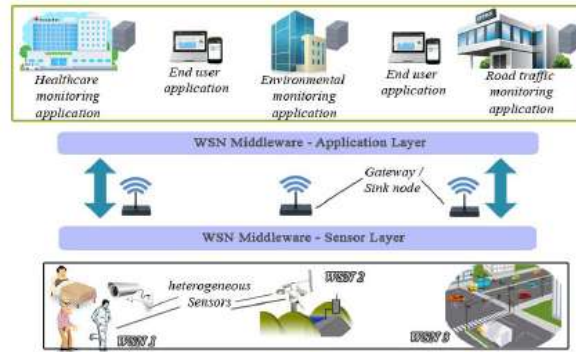 Healthcare
monitoring
application
End user
application
Environmental
monitoring
application
End user
application
Road traffic
monitoring
application
WSN Middleware - Application Layer
Gateway /
Sink node
WSN Middleware - Sensor Layer
heterogeneous
Sensors
WSN 1
WSN 2
WSN 3